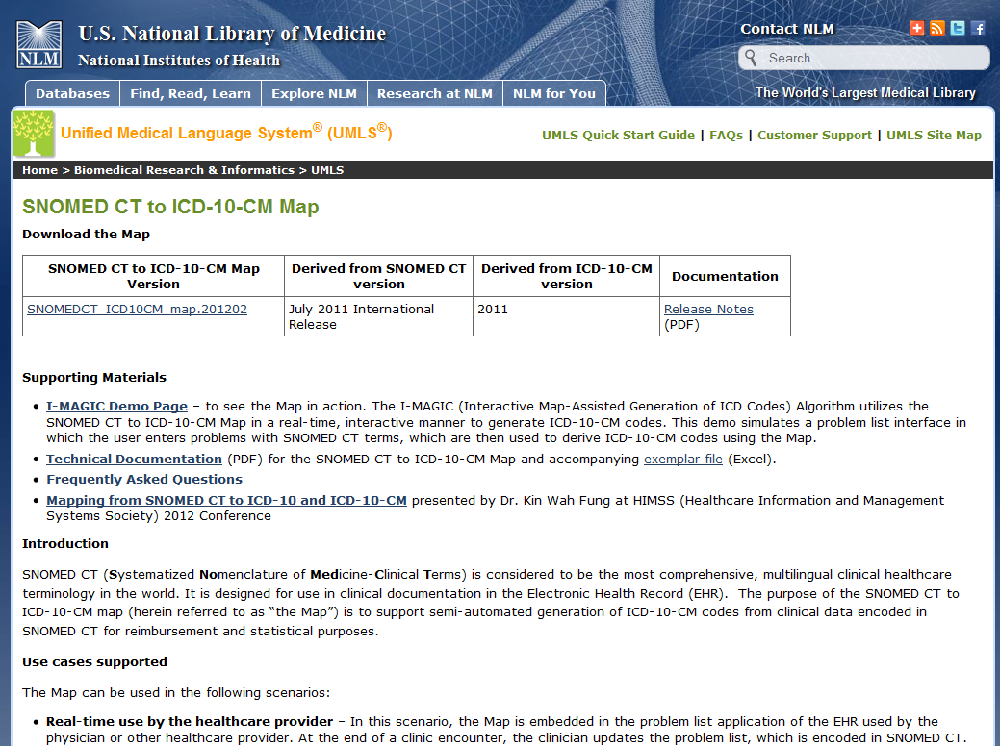 U.S. National Library of Medicine
National Institutes of Health
NLM
Contact NLM
Search
Databases
Find, Read, Learn
Explore NLM
Research at NLM
NLM for You
The World's Largest Medical Library
Unified Medical Language System® (UMLS®)
UMLS Quick Start Guide | FAQs | Customer Support | UMLS Site Map
Home > Biomedical Research & Informatics > UMLS
SNOMED CT to ICD-10-CM Map
Download the Map
SNOMED CT to ICD-10-CM Map Version
Derived from SNOMED CT version
Derived from ICD-10-CM version
Documentation
SNOMEDCT_ICD10CM_map.201202
July 2011 International Release
2011
Release Notes (PDF)
Supporting Materials
• I-MAGIC Demo Page – to see the Map in action. The I-MAGIC (Interactive Map-Assisted Generation of ICD Codes) Algorithm utilizes the
SNOMED CT to ICD-10-CM Map in a real-time, interactive manner to generate ICD-10-CM codes. This demo simulates a problem list interface in
which the user enters problems with SNOMED CT terms, which are then used to derive ICD-10-CM codes using the Map.
• Technical Documentation (PDF) for the SNOMED CT to ICD-10-CM Map and accompanying exemplar file (Excel).
• Frequently Asked Questions
• Mapping from SNOMED CT to ICD-10 and ICD-10-CM presented by Dr. Kin Wah Fung at HIMSS (Healthcare Information and Management
Systems Society) 2012 Conference
Introduction
SNOMED CT (Systematized Nomenclature of Medicine-Clinical Terms) is considered to be the most comprehensive, multilingual clinical healthcare
terminology in the world. It is designed for use in clinical documentation in the Electronic Health Record (EHR). The purpose of the SNOMED CT to
ICD-10-CM map (herein referred to as “the Map”) is to support semi-automated generation of ICD-10-CM codes from clinical data encoded in
SNOMED CT for reimbursement and statistical purposes.
Use cases supported
The Map can be used in the following scenarios:
• Real-time use by the healthcare provider – In this scenario, the Map is embedded in the problem list application of the EHR used by the
physician or other healthcare provider. At the end of a clinic encounter, the clinician updates the problem list, which is encoded in SNOMED CT.